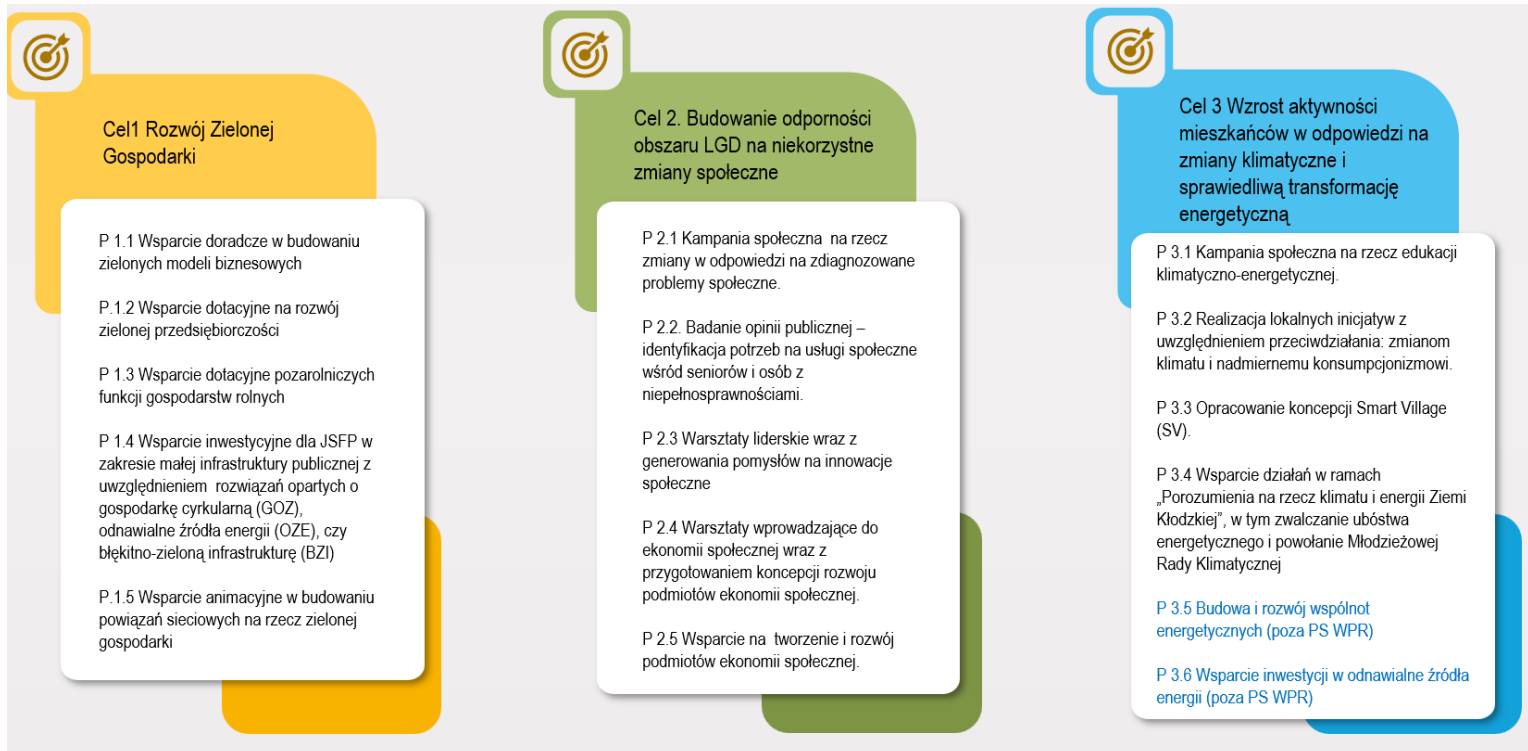 Cel1 Rozwój Zielonej
Gospodarki
P 1.1 Wsparcie doradcze w budowaniu
zielonych modeli biznesowych
P.1.2 Wsparcie dotacyjne na rozwój
zielonej przedsiębiorczości
P 1.3 Wsparcie dotacyjne pozarolniczych
funkcji gospodarstw rolnych
P 1.4 Wsparcie inwestycyjne dla JSFP w
zakresie małej infrastruktury publicznej z
uwzględnieniem rozwiązań opartych o
gospodarkę cyrkularną (GOZ),
odnawialne źródła energii (OZE), czy
błękitno-zieloną infrastrukturę (BZI)
P.1.5 Wsparcie animacyjne w budowaniu
powiązań sieciowych na rzecz zielonej
gospodarki
Cel 2. Budowanie odporności
obszaru LGD na niekorzystne
zmiany społeczne
P 2.1 Kampania społeczna na rzecz
zmiany w odpowiedzi na zdiagnozowane
problemy społeczne.
P 2.2. Badanie opinii publicznej –
identyfikacja potrzeb na usługi społeczne
wśród seniorów i osób z
niepełnosprawnościami.
P 2.3 Warsztaty liderskie wraz z
generowania pomysłów na innowacje
społeczne
P 2.4 Warsztaty wprowadzające do
ekonomii społecznej wraz z
przygotowaniem koncepcji rozwoju
podmiotów ekonomii społecznej.
P 2.5 Wsparcie na tworzenie i rozwój
podmiotów ekonomii społecznej.
Cel 3 Wzrost aktywności
mieszkańców w odpowiedzi na
zmiany klimatyczne i
sprawiedliwą transformację
energetyczną
P 3.1 Kampania społeczna na rzecz edukacji
klimatyczno-energetycznej.
P 3.2 Realizacja lokalnych inicjatyw z
uwzględnieniem przeciwdziałania: zmianom
klimatu i nadmiernemu konsumpcjonizmowi.
P 3.3 Opracowanie koncepcji Smart Village
(SV).
P 3.4 Wsparcie działań w ramach
„Porozumienia na rzecz klimatu i energii Ziemi
Kłodzkiej”, w tym zwalczanie ubóstwa
energetycznego i powołanie Młodzieżowej
Rady Klimatycznej
P 3.5 Budowa i rozwój wspólnot
energetycznych (poza PS WPR)
P 3.6 Wsparcie inwestycji w odnawialne źródła
energii (poza PS WPR)